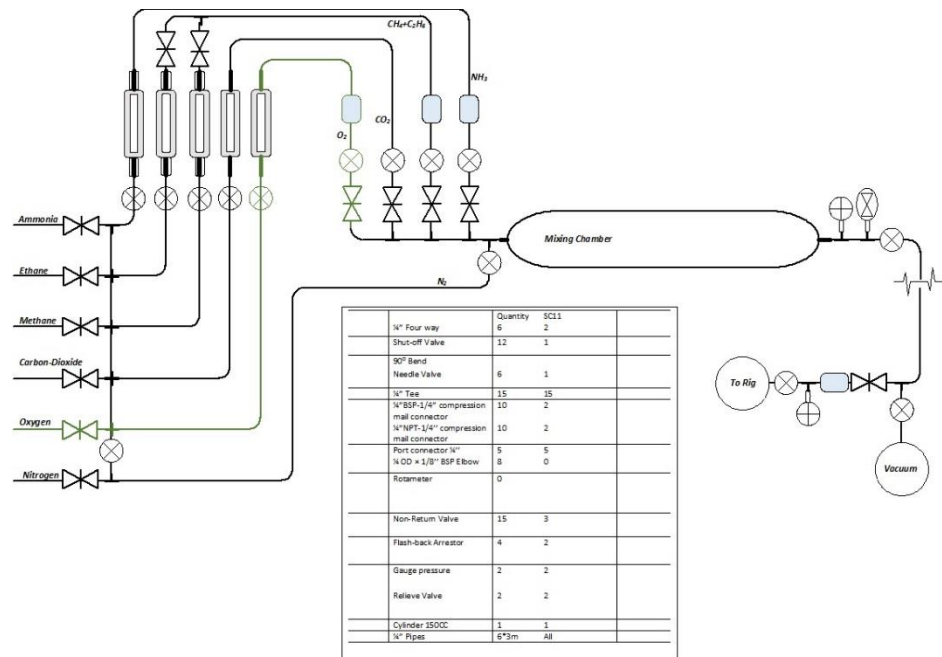 CH₄+C₂H₆
NH₃
CO₂
O₂
Ammonia
Ethane
Methane
Carbon-Dioxide
Oxygen
Nitrogen
N₂
Mixing Chamber
To Rig
Vacuum
Quantity SC11
¼" Four way 6 2
Shut-off Valve 12 1
90⁰ Bend
Needle Valve 6 1
¼" Tee 15 15
¼"BSP-1/4" compression 10 2
mail connector
¼"NPT-1/4'' compression 10 2
mail connector
Port connector ¼'' 5 5
¼ OD × 1/8'' BSP Elbow 8 0
Rotameter 0
Non-Return Valve 15 3
Flash-back Arrestor 4 2
Gauge pressure 2 2
Relieve Valve 2 2
Cylinder 150CC 1 1
¼" Pipes 6*3m All